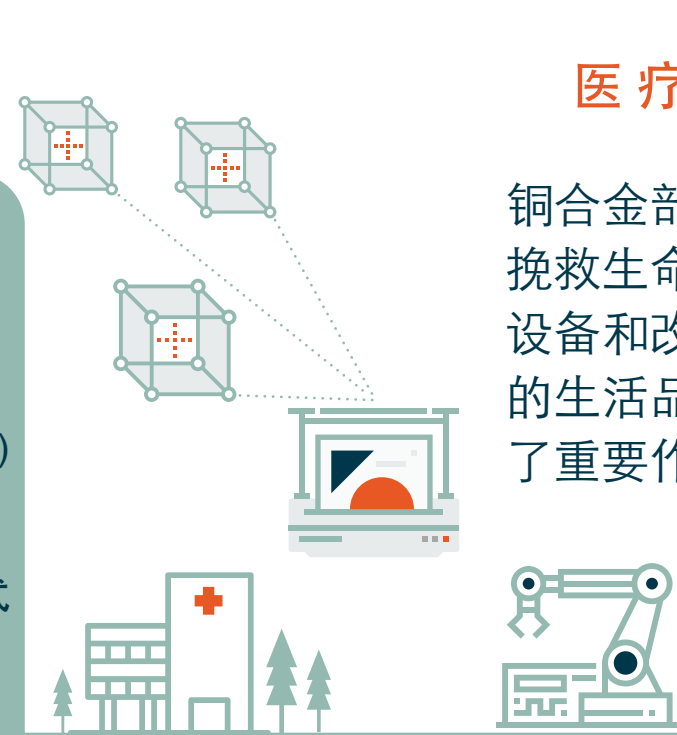 医疗
铜合金部
挽救生命
设备和改
的生活品
了重要作
)